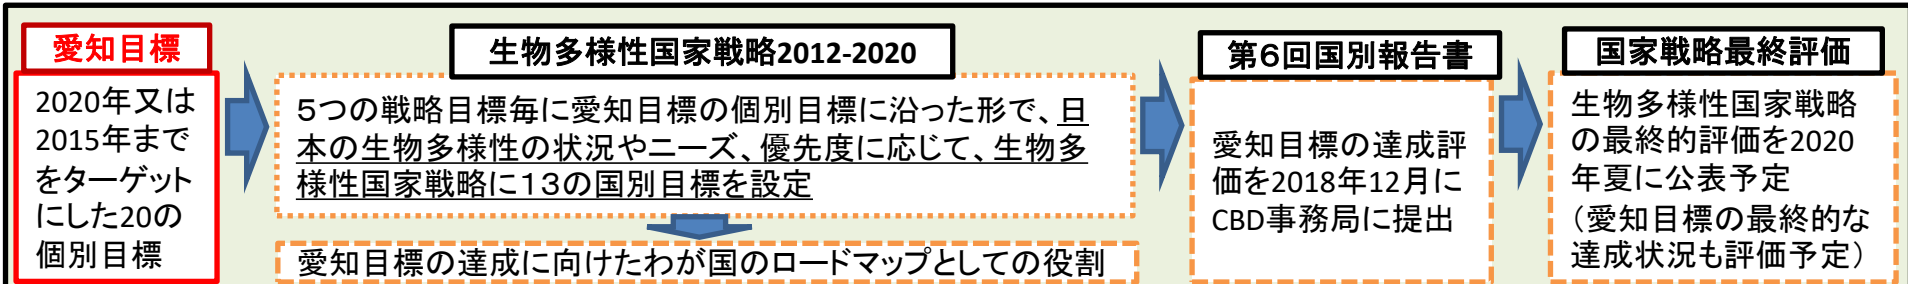 愛知目標
2020年又は
2015年まで
をターゲット
にした20の
個別目標
生物多様性国家戦略2012-2020
5つの戦略目標毎に愛知目標の個別目標に沿った形で、日
本の生物多様性の状況やニーズ、優先度に応じて、生物多
様性国家戦略に13の国別目標を設定
愛知目標の達成に向けたわが国のロードマップとしての役割
第6回国別報告書
愛知目標の達成評
価を2018年12月に
CBD事務局に提出
国家戦略最終評価
生物多様性国家戦略
の最終的評価を2020
年夏に公表予定
(愛知目標の最終的な
達成状況も評価予定)